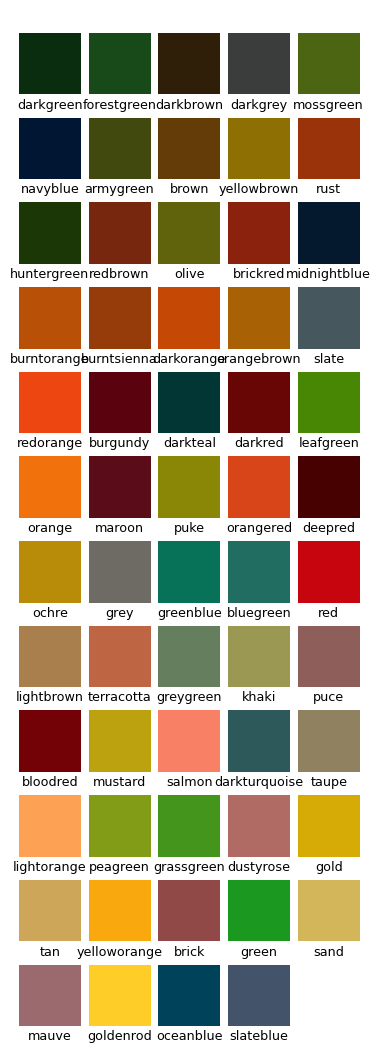 darkgreen forestgreen darkbrown darkgrey mossgreen
navyblue armygreen brown yellowbrown rust
huntergreen redbrown olive brickred midnightblue
burntorange burntsienna darkorange orangebrown slate
redorange burgundy darkteal darkred leafgreen
orange maroon puke orangered deepred
ochre grey greenblue bluegreen red
lightbrown terracotta greygreen khaki puce
bloodred mustard salmon darkturquoise taupe
lightorange peagreen grassgreen dustyrose gold
tan yelloworange brick green sand
mauve goldenrod oceanblue slateblue